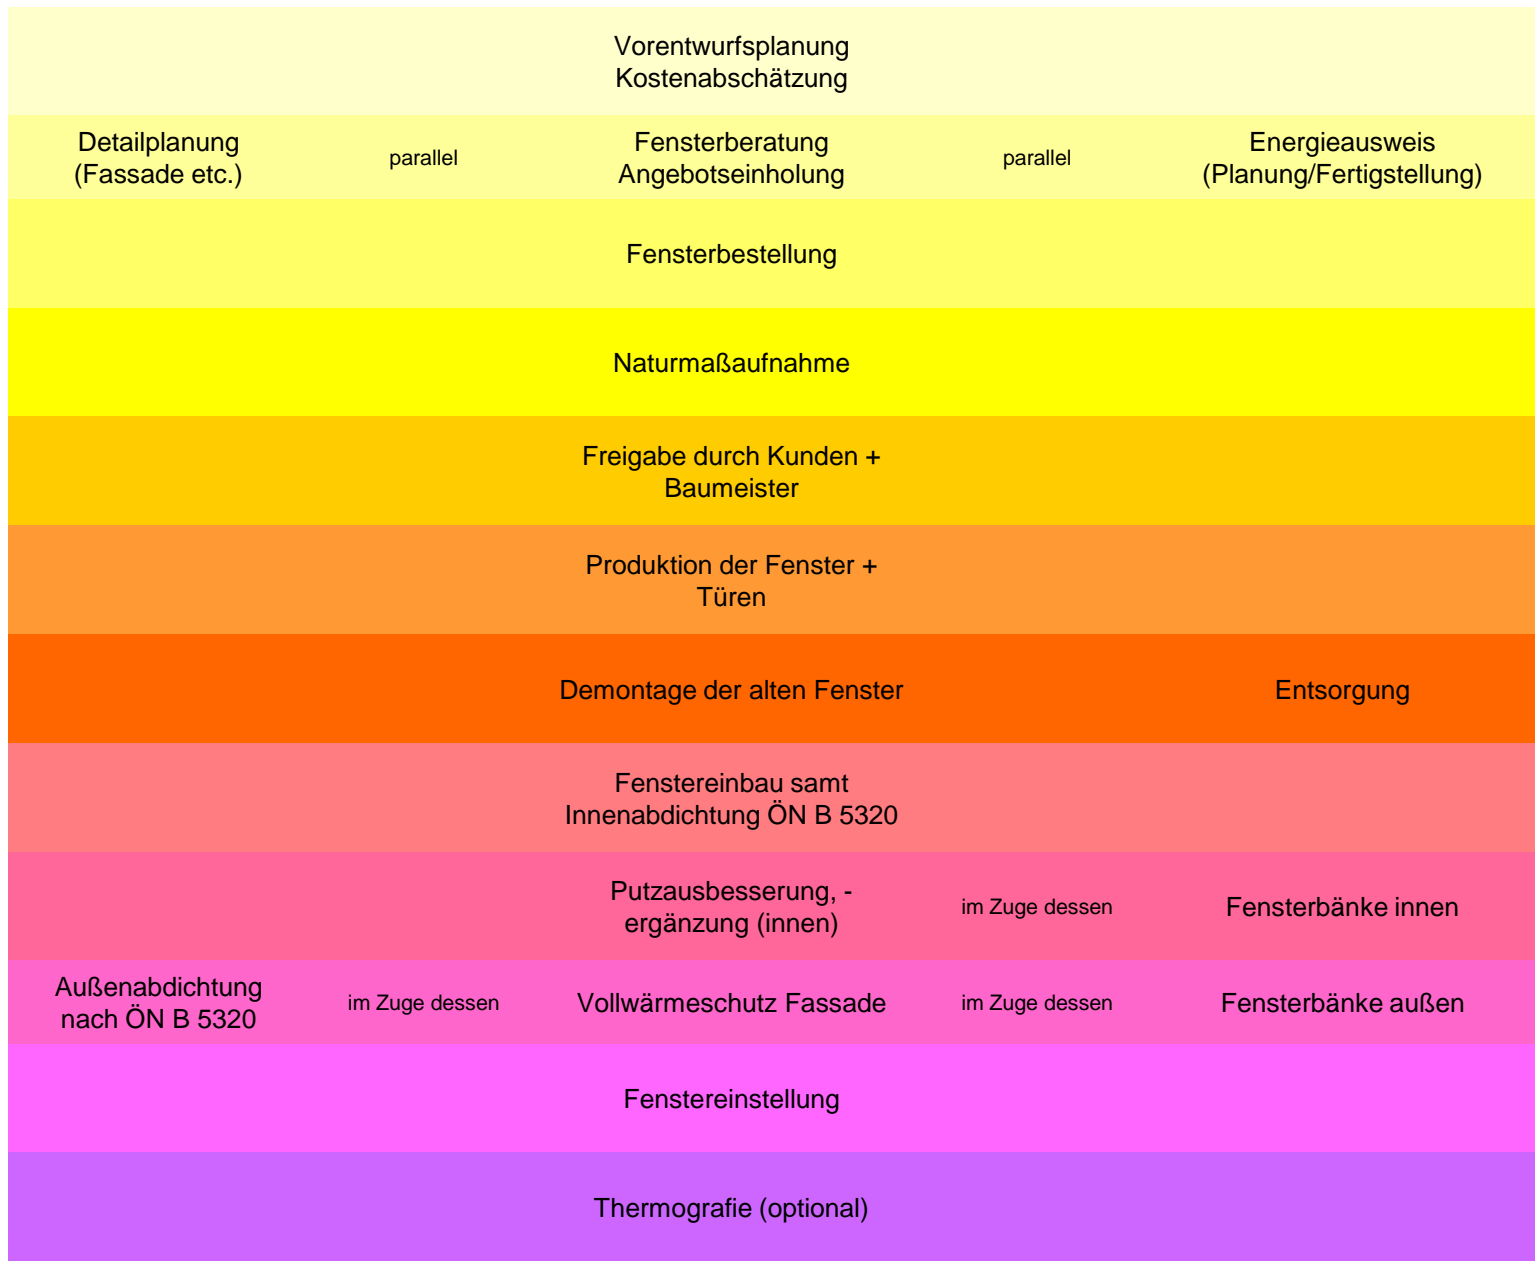 Vorentwurfsplanung
Kostenabschätzung
Detailplanung
(Fassade etc.)
parallel
Fensterberatung
Angebotseinholung
parallel
Energieausweis
(Planung/Fertigstellung)
Fensterbestellung
Naturmaßaufnahme
Freigabe durch Kunden +
Baumeister
Produktion der Fenster +
Türen
Demontage der alten Fenster
Entsorgung
Fenstereinbau samt
Innenabdichtung ÖN B 5320
Putzausbesserung, -
ergänzung (innen)
im Zuge dessen
Fensterbänke innen
Außenabdichtung
nach ÖN B 5320
im Zuge dessen
Vollwärmeschutz Fassade
im Zuge dessen
Fensterbänke außen
Fenstereinstellung
Thermografie (optional)